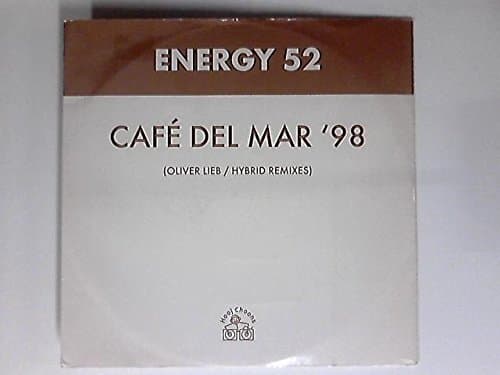 ENERGY 52
CAFÉ DEL MAR '98
(OLIVER LIEB / HYBRID REMIXES)
Hooj Choons